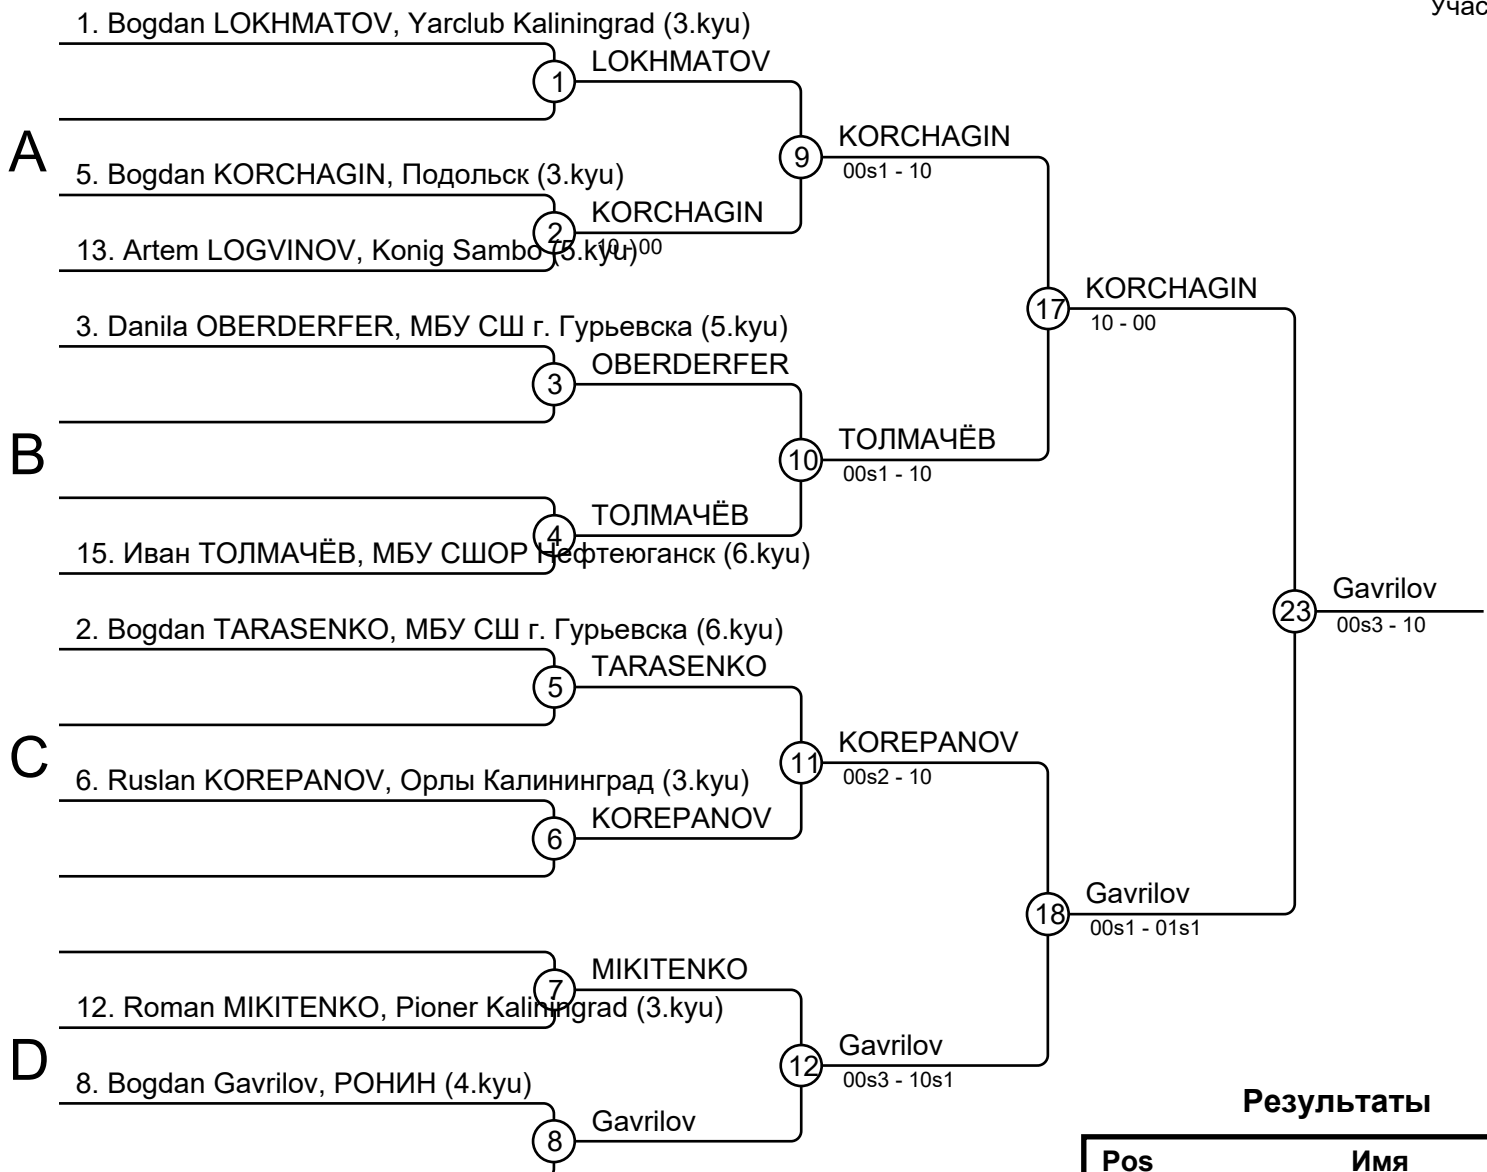 Учас
1. Bogdan LOKHMATOV, Yarclub Kaliningrad (3.kyu)
1
LOKHMATOV
A
9
KORCHAGIN
00s1 - 10
5. Bogdan KORCHAGIN, Подольск (3.kyu)
2
KORCHAGIN
10 - 00
13. Artem LOGVINOV, Konig Sambo (5.kyu)
17
KORCHAGIN
10 - 00
3. Danila OBERDERFER, МБУ СШ г. Гурьевска (5.kyu)
3
OBERDERFER
B
10
ТОЛМАЧЁВ
00s1 - 10
4
ТОЛМАЧЁВ
15. Иван ТОЛМАЧЁВ, МБУ СШОР Нефтеюганск (6.kyu)
23
Gavrilov
00s3 - 10
2. Bogdan TARASENKO, МБУ СШ г. Гурьевска (6.kyu)
5
TARASENKO
C
11
KOREPANOV
00s2 - 10
6. Ruslan KOREPANOV, Орлы Калининград (3.kyu)
6
KOREPANOV
18
Gavrilov
00s1 - 01s1
7
MIKITENKO
12. Roman MIKITENKO, Pioner Kaliningrad (3.kyu)
D
12
Gavrilov
00s3 - 10s1
8. Bogdan Gavrilov, РОНИН (4.kyu)
8
Gavrilov
Результаты
Pos Имя